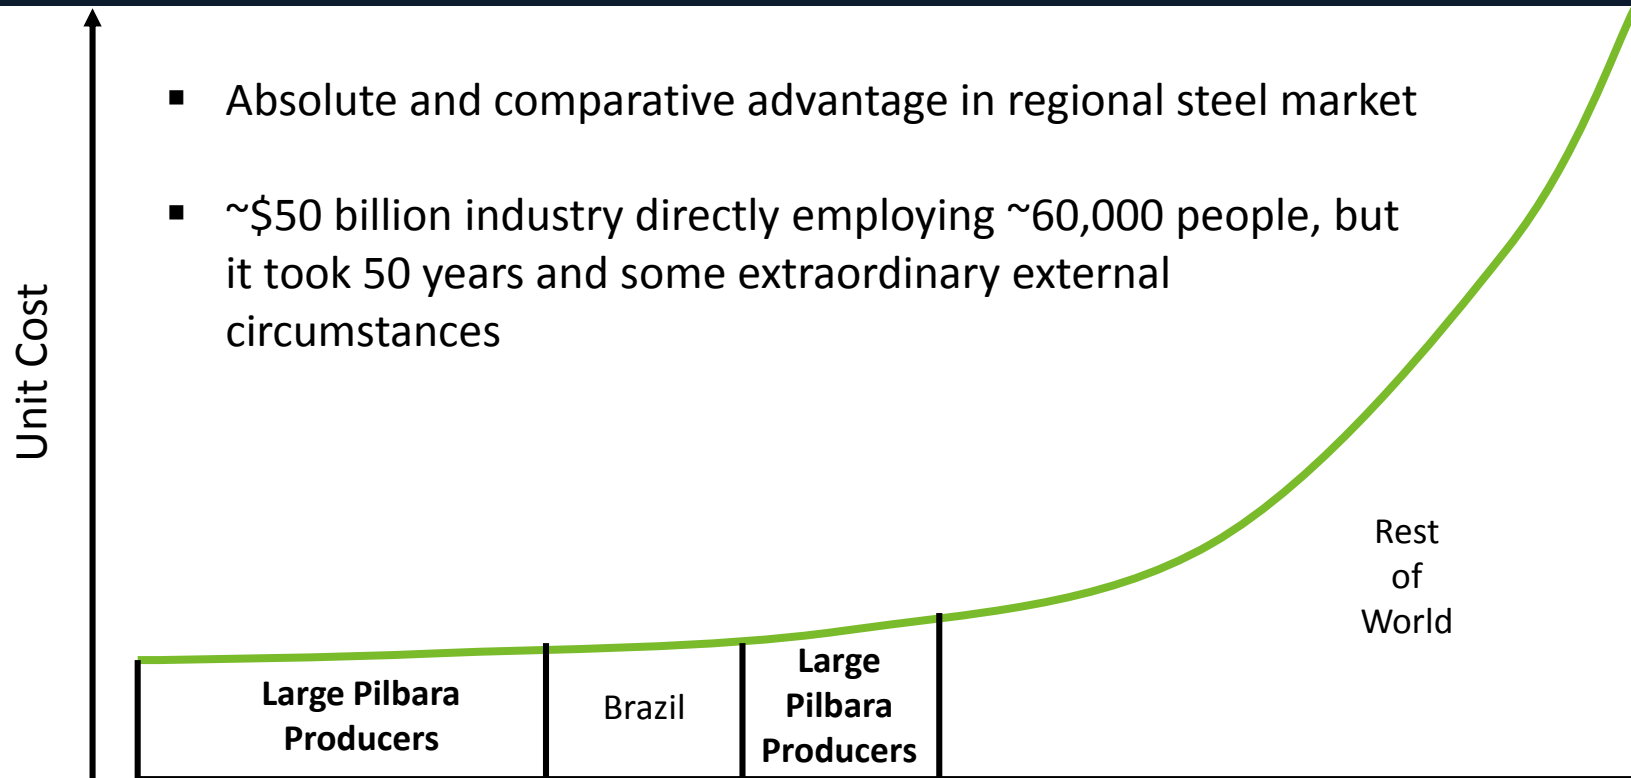 ▪ Absolute and comparative advantage in regional steel market
▪ ~$50 billion industry directly employing ~60,000 people, but
it took 50 years and some extraordinary external
circumstances
Unit Cost
Large Pilbara
Producers
Brazil
Large
Pilbara
Producers
Rest
of
World